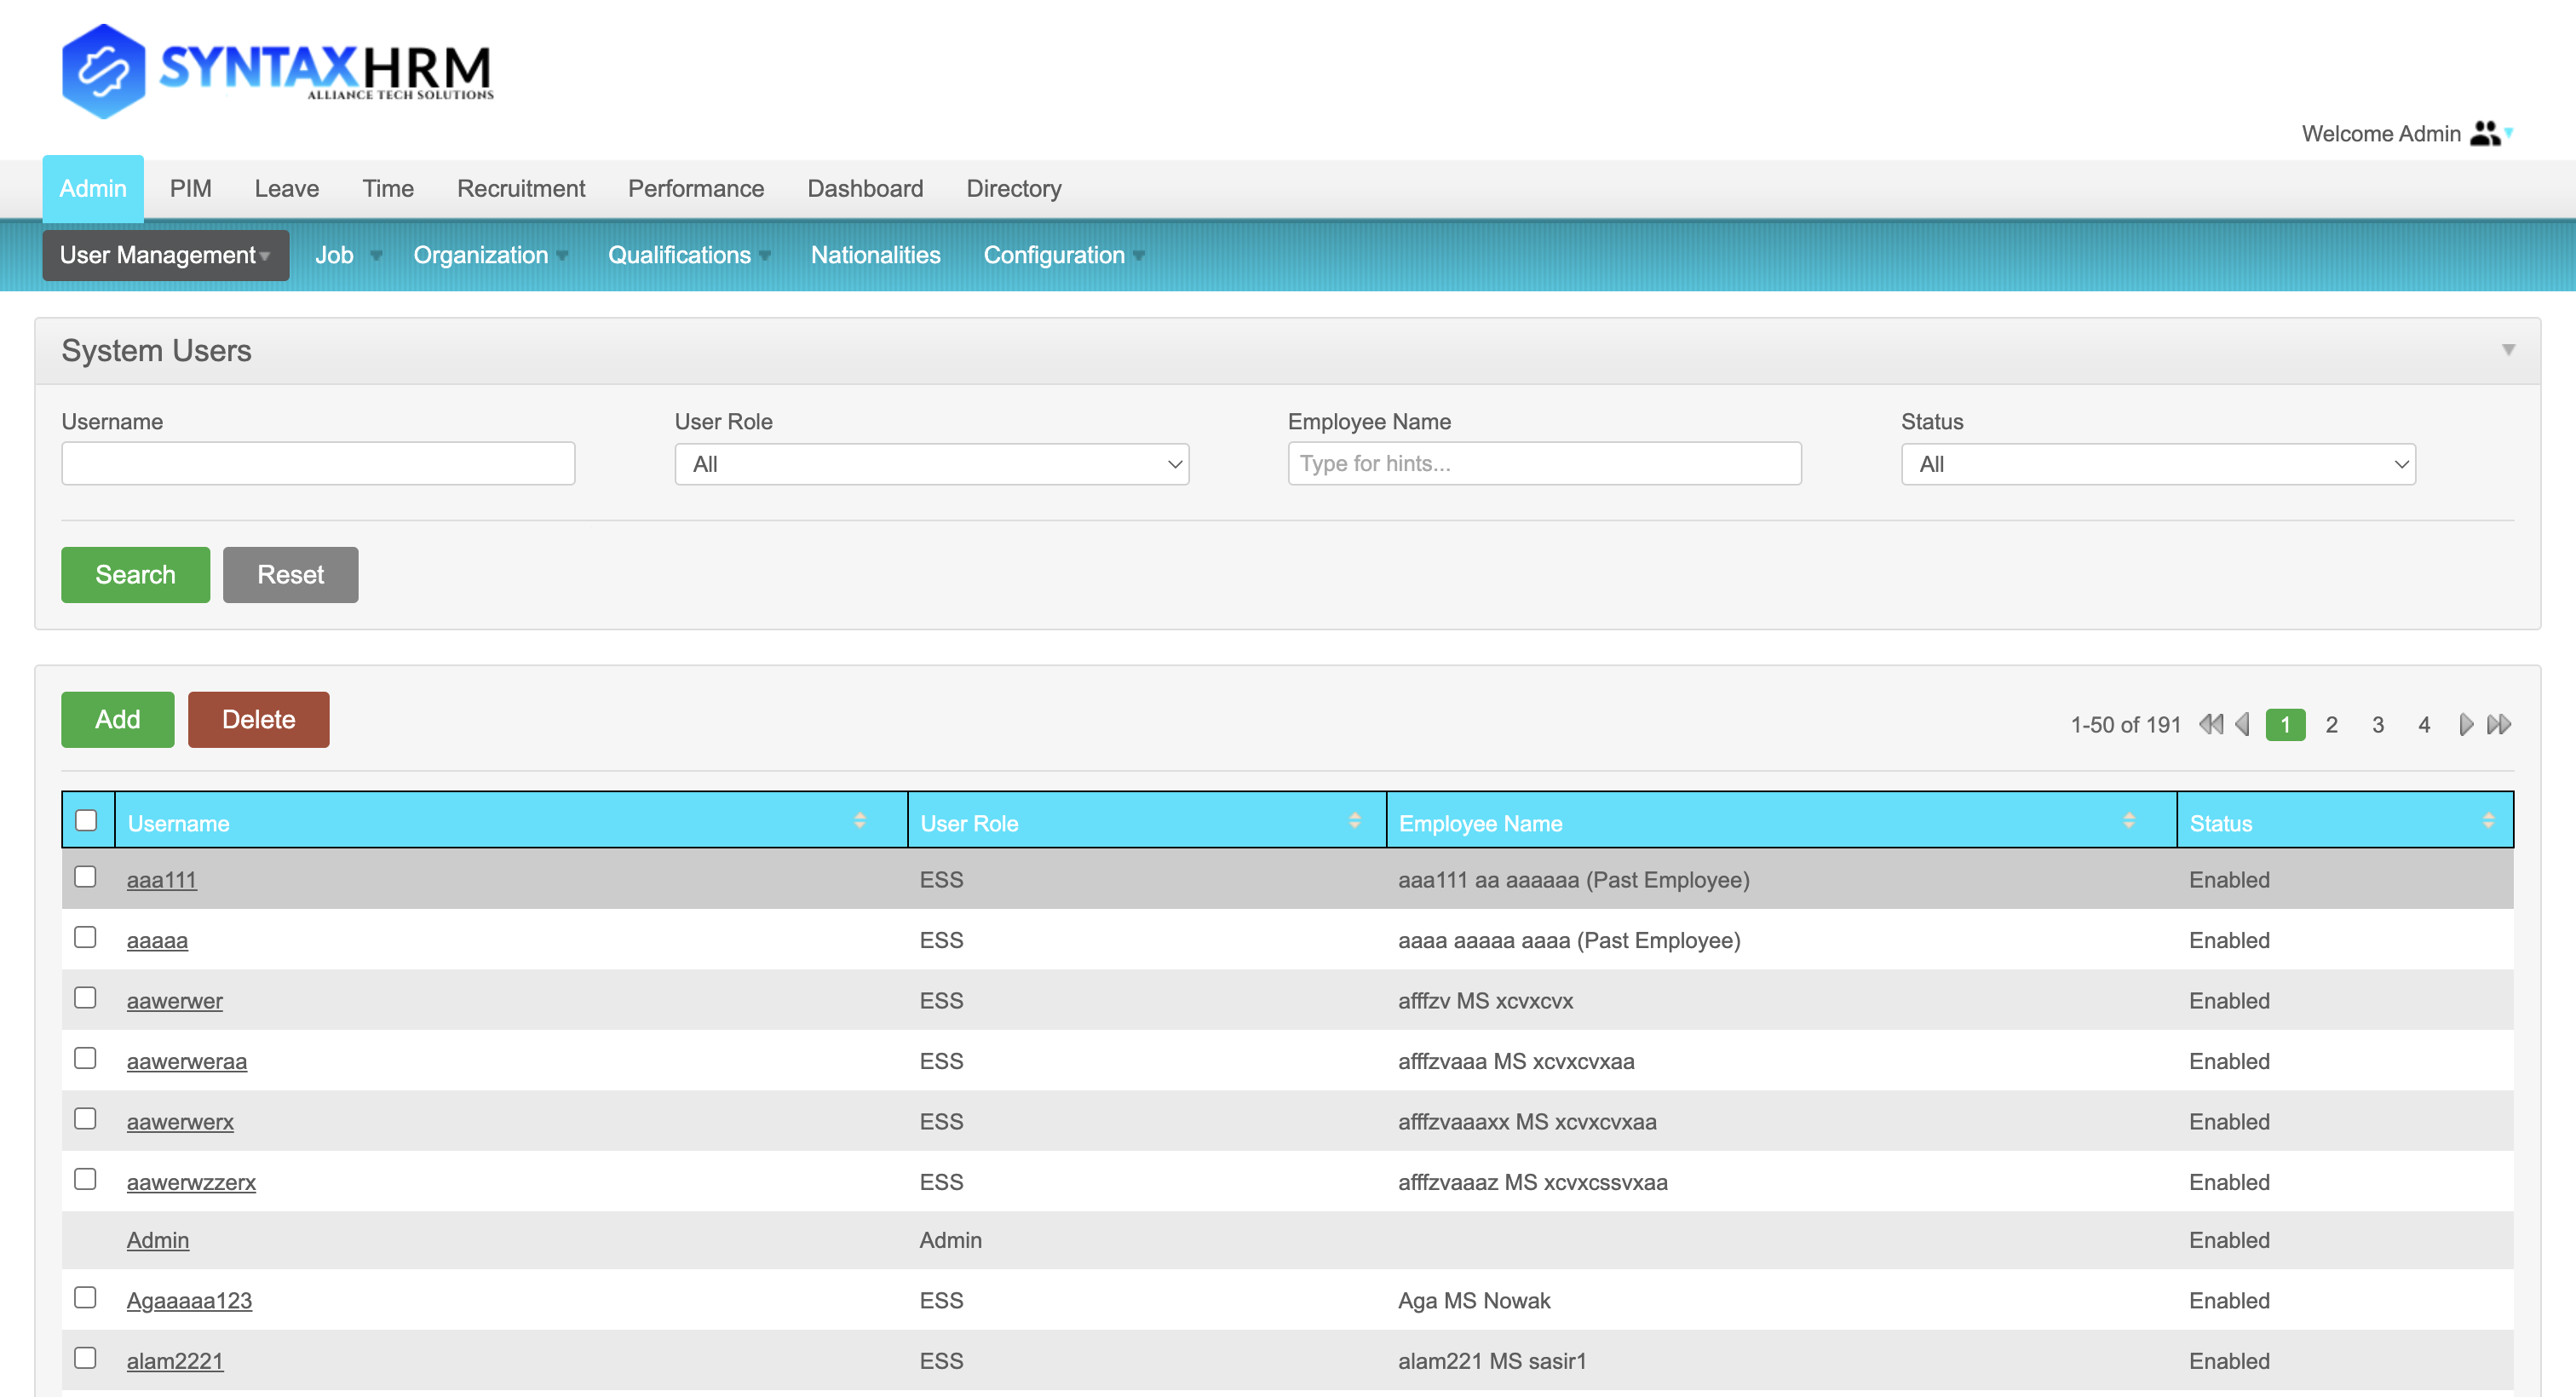 SYNTAXHRM
ALLIANCE TECH SOLUTIONS
Welcome Admin
Admin PIM Leave Time Recruitment Performance Dashboard Directory
User Management Job Organization Qualifications Nationalities Configuration
System Users
Username User Role Employee Name Status
All Type for hints... All
Search Reset
Add Delete 1-50 of 191 1 2 3 4
Username User Role Employee Name Status
aaa111 ESS aaa111 aa aaaaaa (Past Employee) Enabled
aaaaa ESS aaaa aaaaa aaaa (Past Employee) Enabled
aawerwer ESS afffzv MS xcvxcvx Enabled
aawerweraa ESS afffzvaaa MS xcvxcvxaa Enabled
aawerwerx ESS afffzvaaaxx MS xcvxcvxaa Enabled
aawerwzzerx ESS afffzvaaaz MS xcvxcssvxaa Enabled
Admin Admin Enabled
Agaaaaa123 ESS Aga MS Nowak Enabled
alam2221 ESS alam221 MS sasir1 Enabled